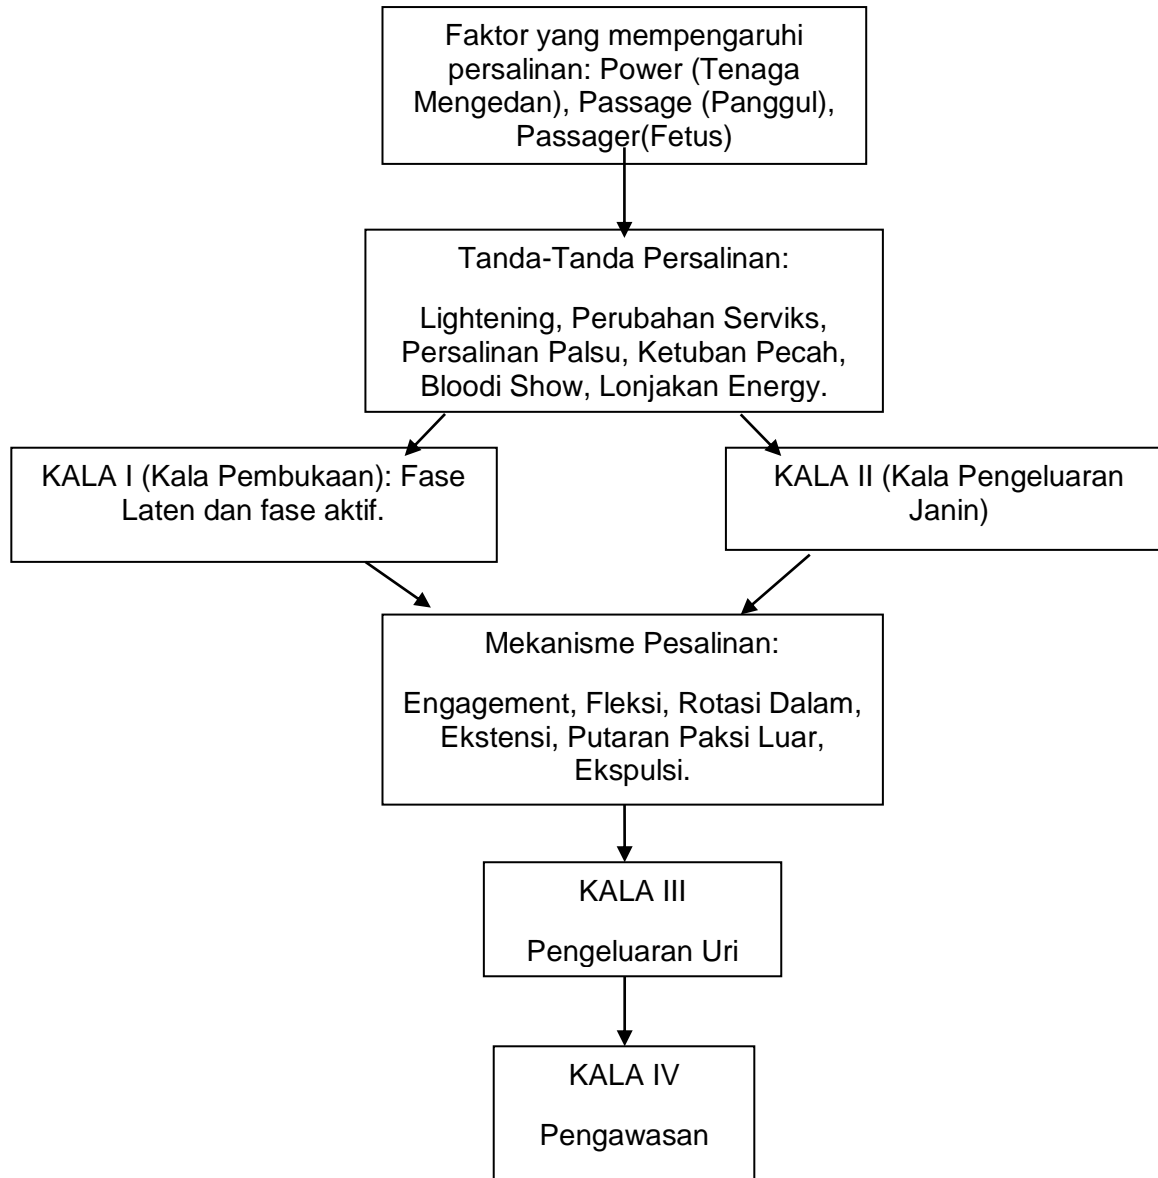 Faktor yang mempengaruhi
persalinan: Power (Tenaga
Mengedan), Passage (Panggul),
Passager(Fetus)
Tanda-Tanda Persalinan:
Lightening, Perubahan Serviks,
Persalinan Palsu, Ketuban Pecah,
Bloodi Show, Lonjakan Energy.
KALA I (Kala Pembukaan): Fase
Laten dan fase aktif.
KALA II (Kala Pengeluaran
Janin)
Mekanisme Pesalinan:
Engagement, Fleksi, Rotasi Dalam,
Ekstensi, Putaran Paksi Luar,
Ekspulsi.
KALA III
Pengeluaran Uri
KALA IV
Pengawasan